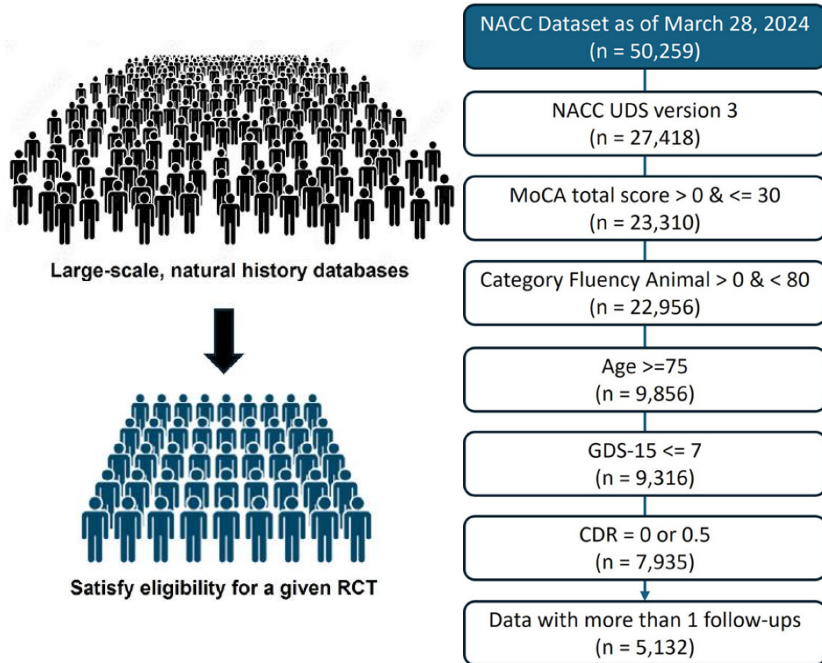 Large-scale, natural history databases
Satisfy eligibility for a given RCT
NACC Dataset as of March 28, 2024
(n = 50,259)
NACC UDS version 3
(n = 27,418)
MoCA total score > 0 & <= 30
(n = 23,310)
Category Fluency Animal > 0 & < 80
(n = 22,956)
Age >=75
(n = 9,856)
GDS-15 <= 7
(n = 9,316)
CDR = 0 or 0.5
(n = 7,935)
Data with more than 1 follow-ups
(n = 5,132)